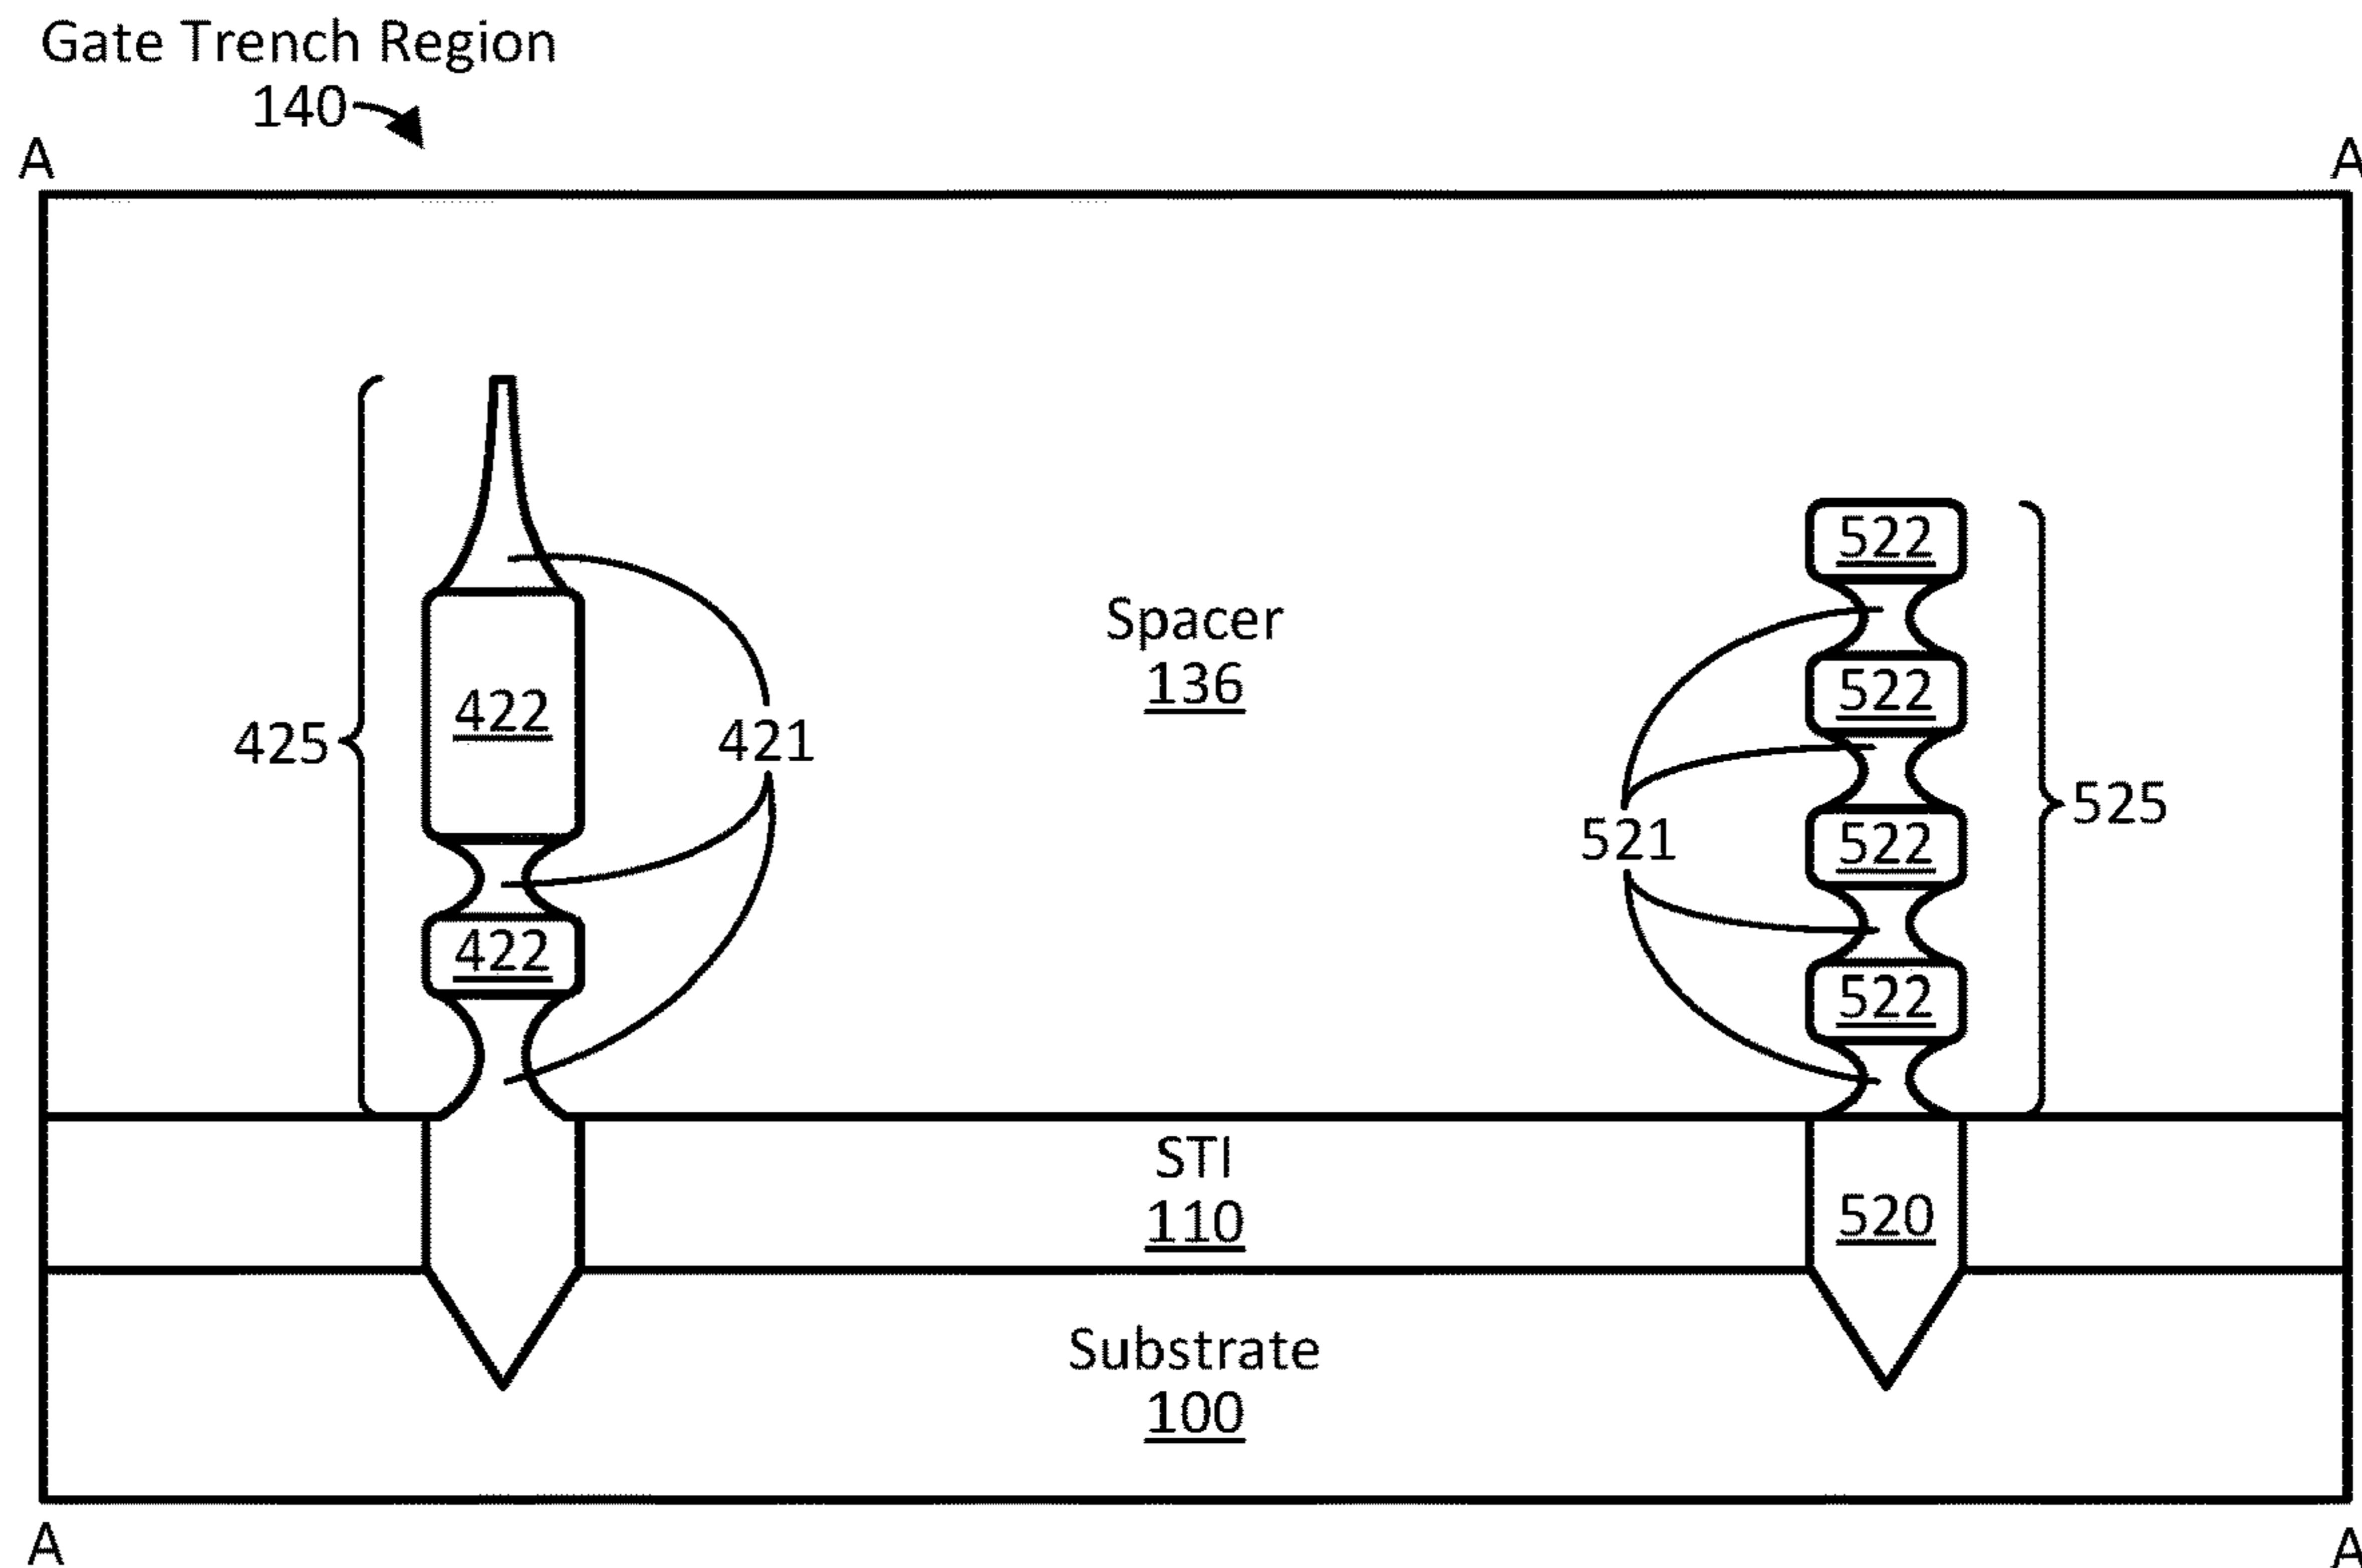 Gate Trench Region
140
A
A
522
Spacer
136
422
522
425
421
525
521
522
422
522
STI
110
520
Substrate
100
A
A